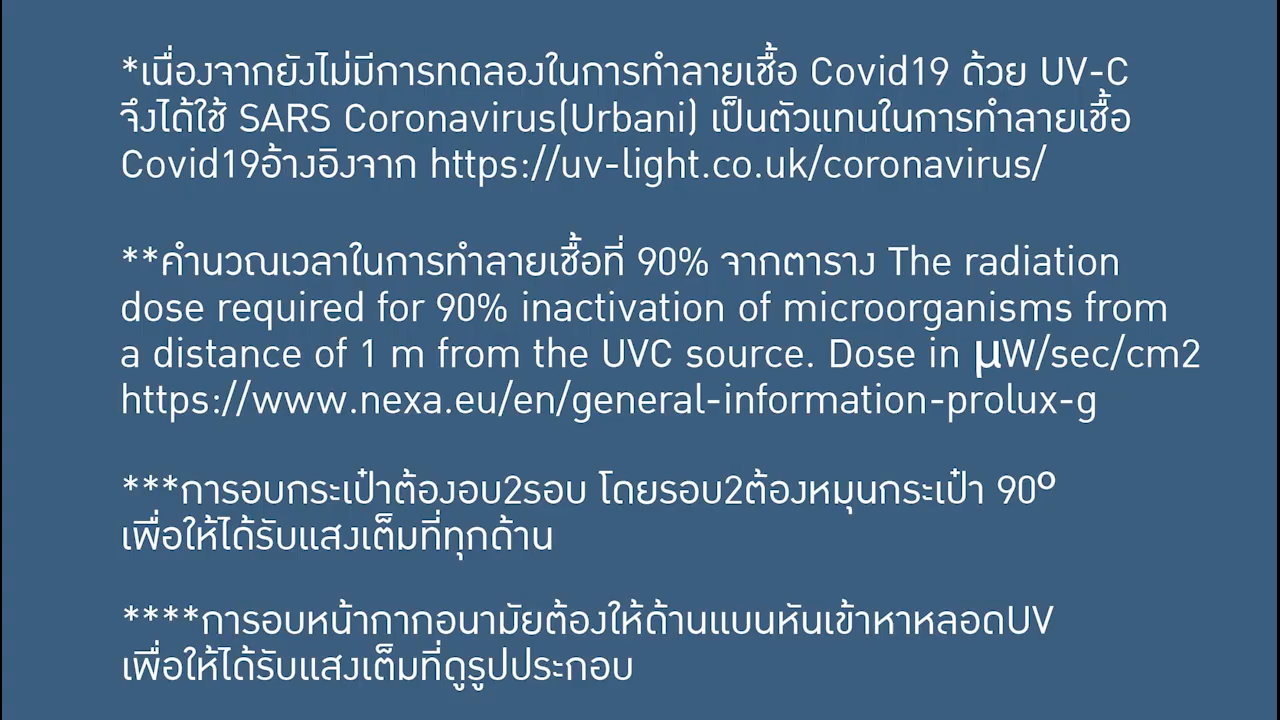 *เนื่องจากยังไม่มีการทดลองในการทำลายเชื้อ Covid19 ด้วย UV-C
จึงได้ใช้ SARS Coronavirus(Urbani) เป็นตัวแทนในการทำลายเชื้อ
Covid19อ้างอิงจาก https://uv-light.co.uk/coronavirus/
**คำนวณเวลาในการทำลายเชื้อที่ 90% จากตาราง The radiation
dose required for 90% inactivation of microorganisms from
a distance of 1 m from the UVC source. Dose in µW/sec/cm2
https://www.nexa.eu/en/general-information-prolux-g
***การอบกระเป๋าต้องอบ2รอบ โดยรอบ2ต้องหมุนกระเป๋า 90°
เพื่อให้ได้รับแสงเต็มที่ทุกด้าน
****การอบหน้ากากอนามัยต้องให้ด้านแบนหันเข้าหาหลอดUV
เพื่อให้ได้รับแสงเต็มที่ดูรูปประกอบ